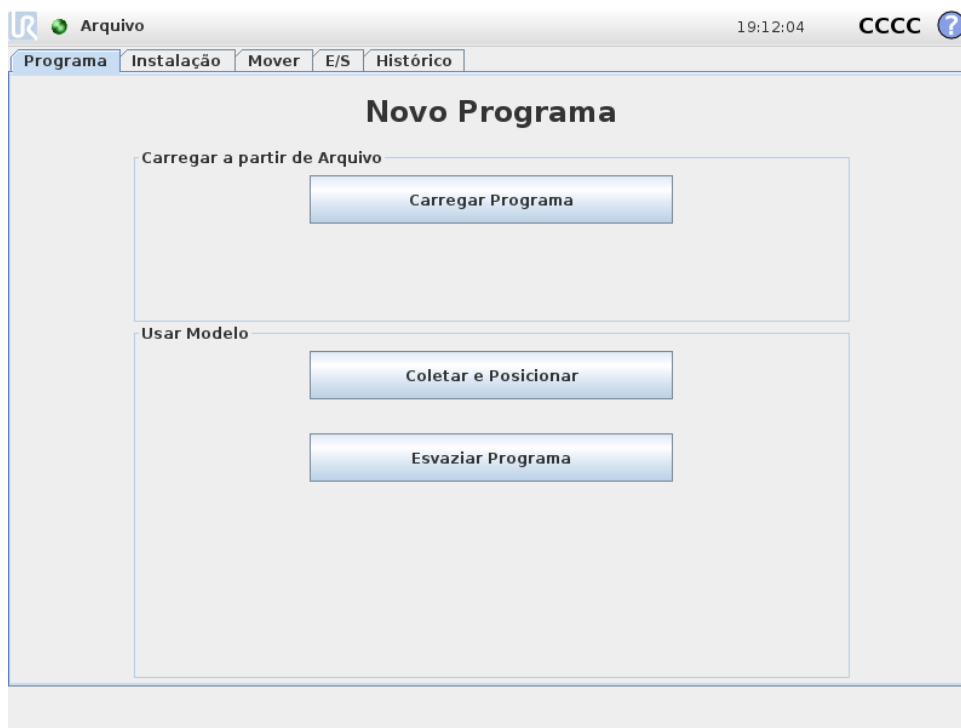 UR Arquivo 19:12:04 CCCC ?
Programa Instalação Mover E/S Histórico
Novo Programa
Carregar a partir de Arquivo
Carregar Programa
Usar Modelo
Coletar e Posicionar
Esvaziar Programa